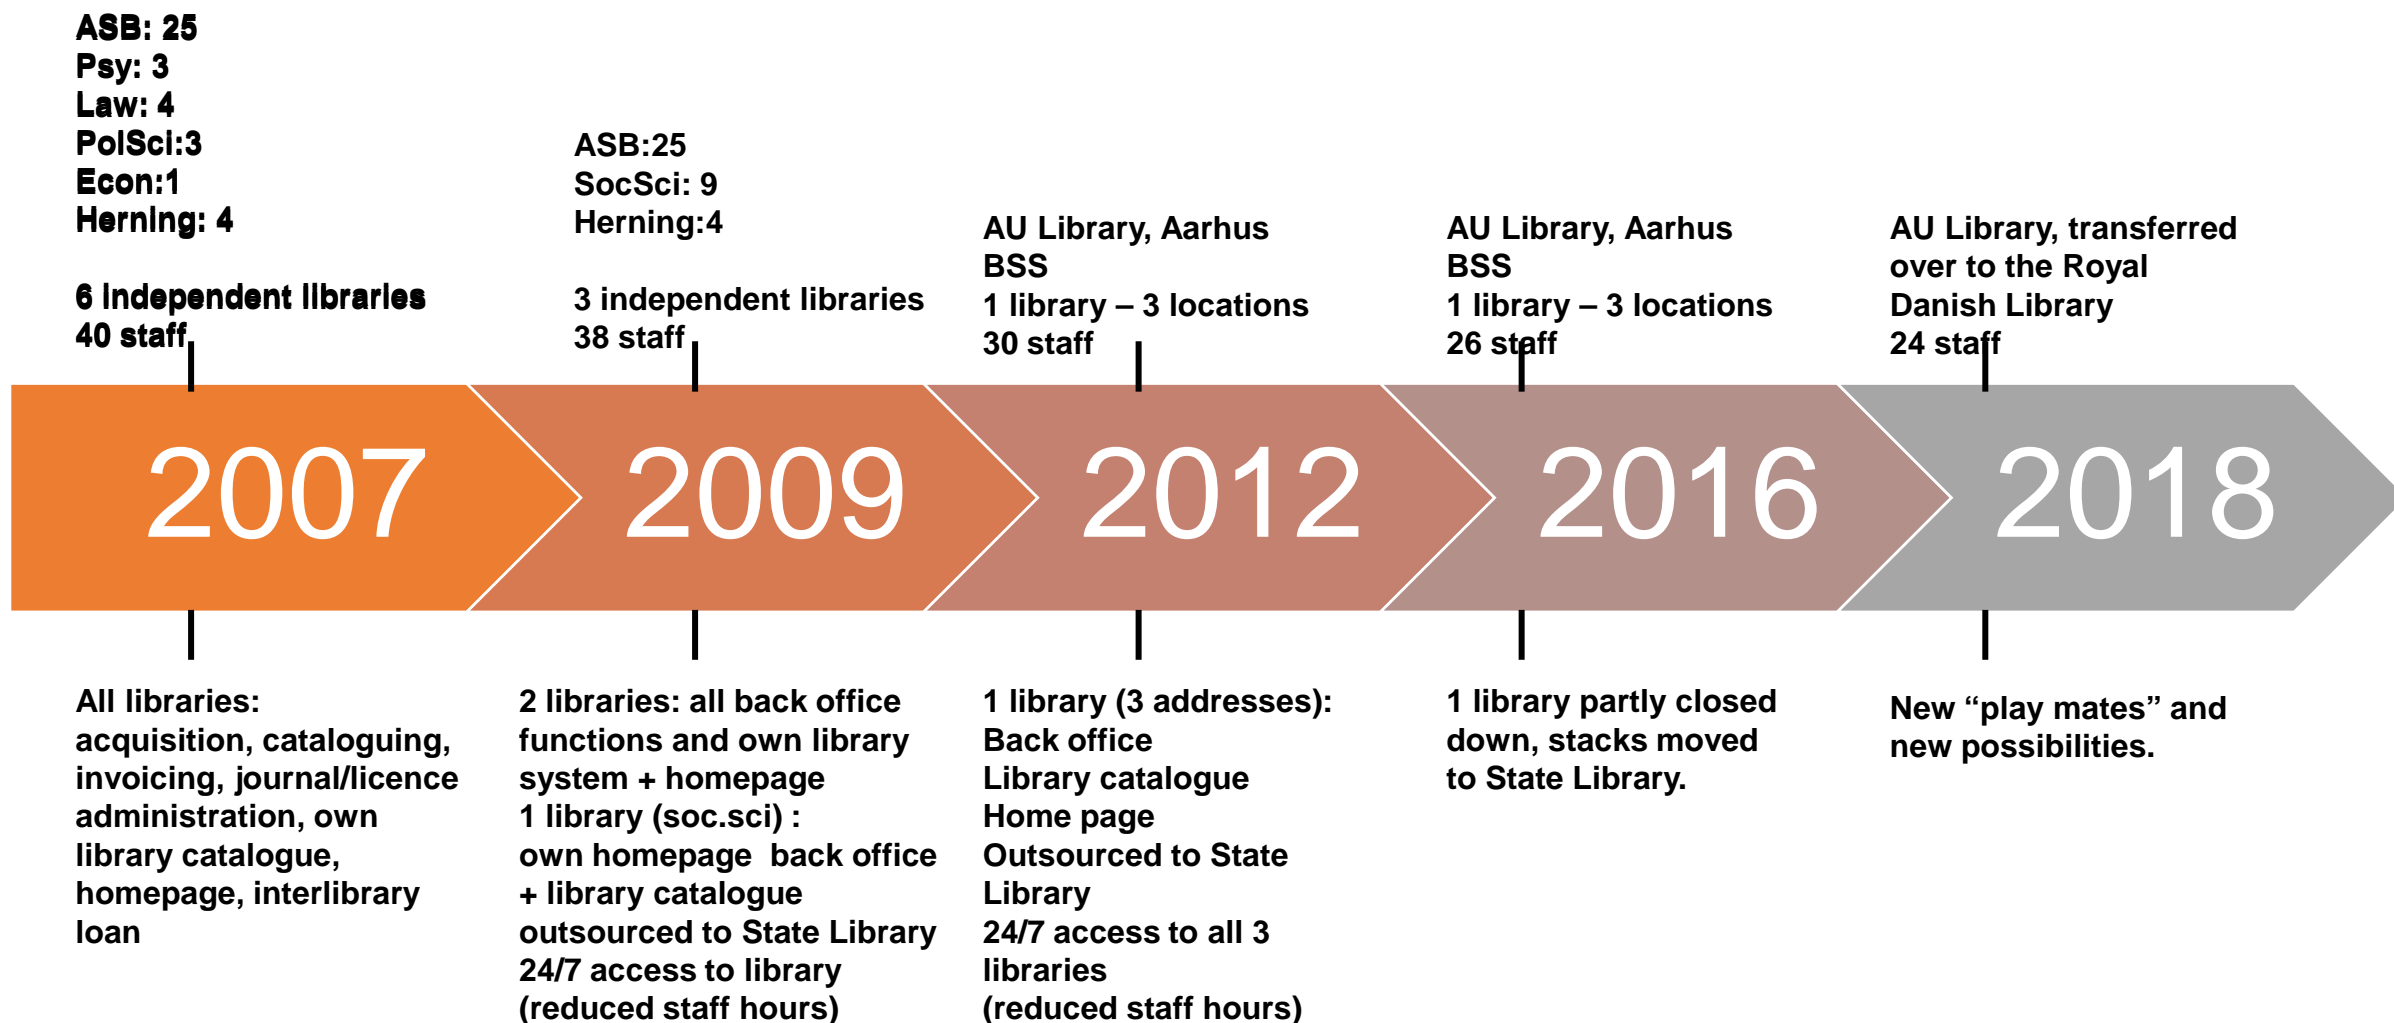 ASB: 25
Psy: 3
Law: 4
PolSci:3
Econ:1
Herning: 4
6 independent libraries
40 staff
ASB:25
SocSci: 9
Herning:4
3 independent libraries
38 staff
AU Library, Aarhus
BSS
1 library – 3 locations
30 staff
AU Library, Aarhus
BSS
1 library – 3 locations
26 staff
AU Library, transferred
over to the Royal
Danish Library
24 staff
2007
2009
2012
2016
2018
All libraries:
acquisition, cataloguing,
invoicing, journal/licence
administration, own
library catalogue,
homepage, interlibrary
loan
2 libraries: all back office
functions and own library
system + homepage
1 library (soc.sci) :
own homepage  back office
+ library catalogue
outsourced to State Library
24/7 access to library
(reduced staff hours)
1 library (3 addresses):
Back office
Library catalogue
Home page
Outsourced to State
Library
24/7 access to all 3
libraries
(reduced staff hours)
1 library partly closed
down, stacks moved
to State Library.
New “play mates” and
new possibilities.